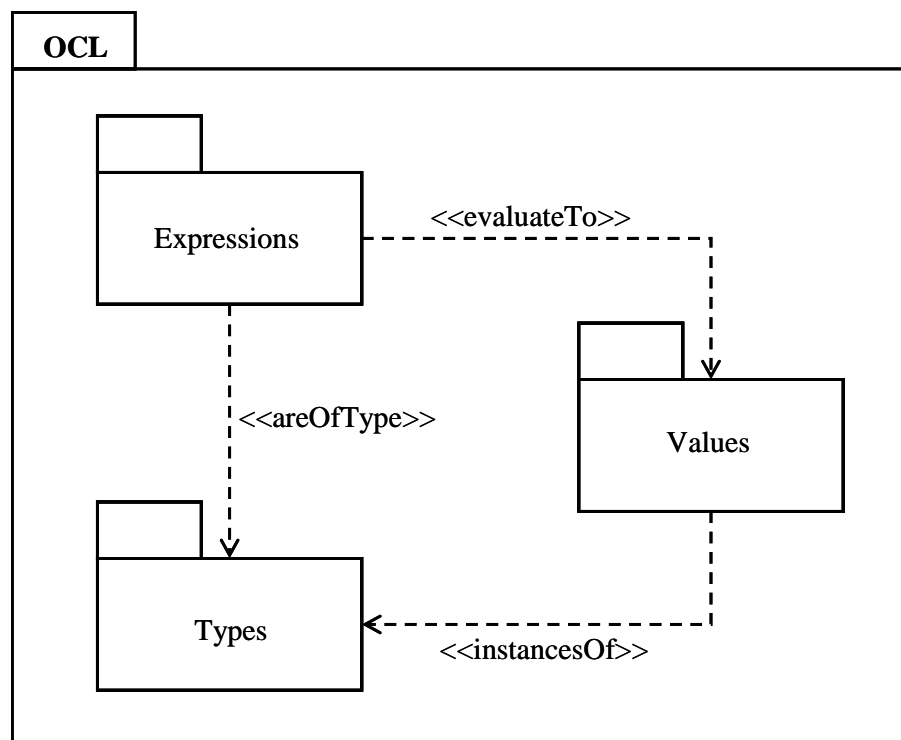 OCL
<<evaluateTo>>
Expressions
<<areOfType>>
Values
Types
<<instancesOf>>